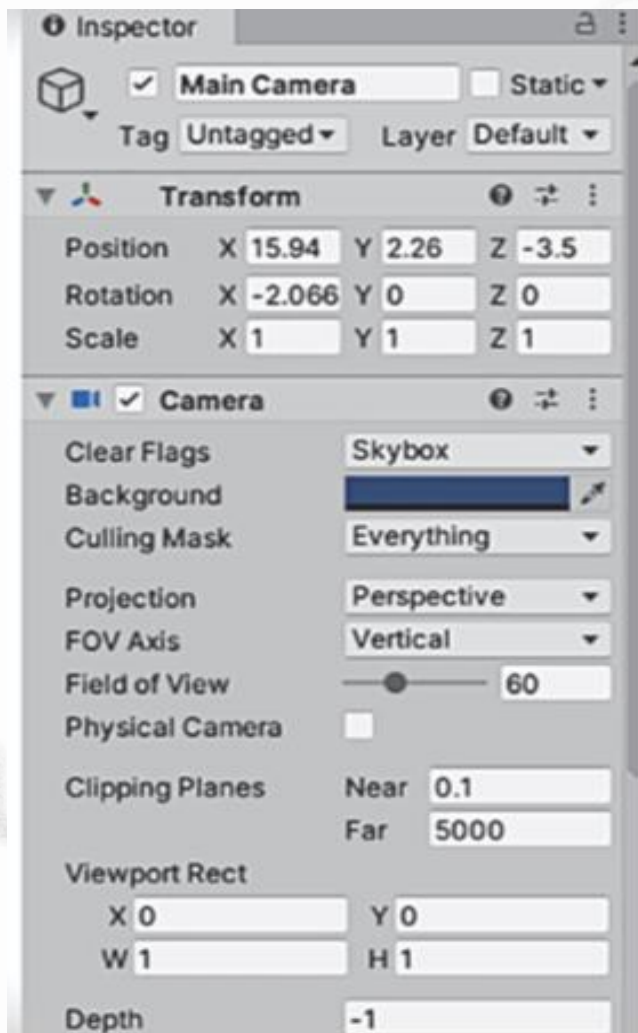 Inspector
Main Camera Static
Tag Untagged Layer Default
Transform
Position X 15.94 Y 2.26 Z -3.5
Rotation X -2.066 Y 0 Z 0
Scale X 1 Y 1 Z 1
Camera
Clear Flags Skybox
Background
Culling Mask Everything
Projection Perspective
FOV Axis Vertical
Field of View 60
Physical Camera
Clipping Planes Near 0.1
Far 5000
Viewport Rect
X 0 Y 0
W 1 H 1
Depth -1